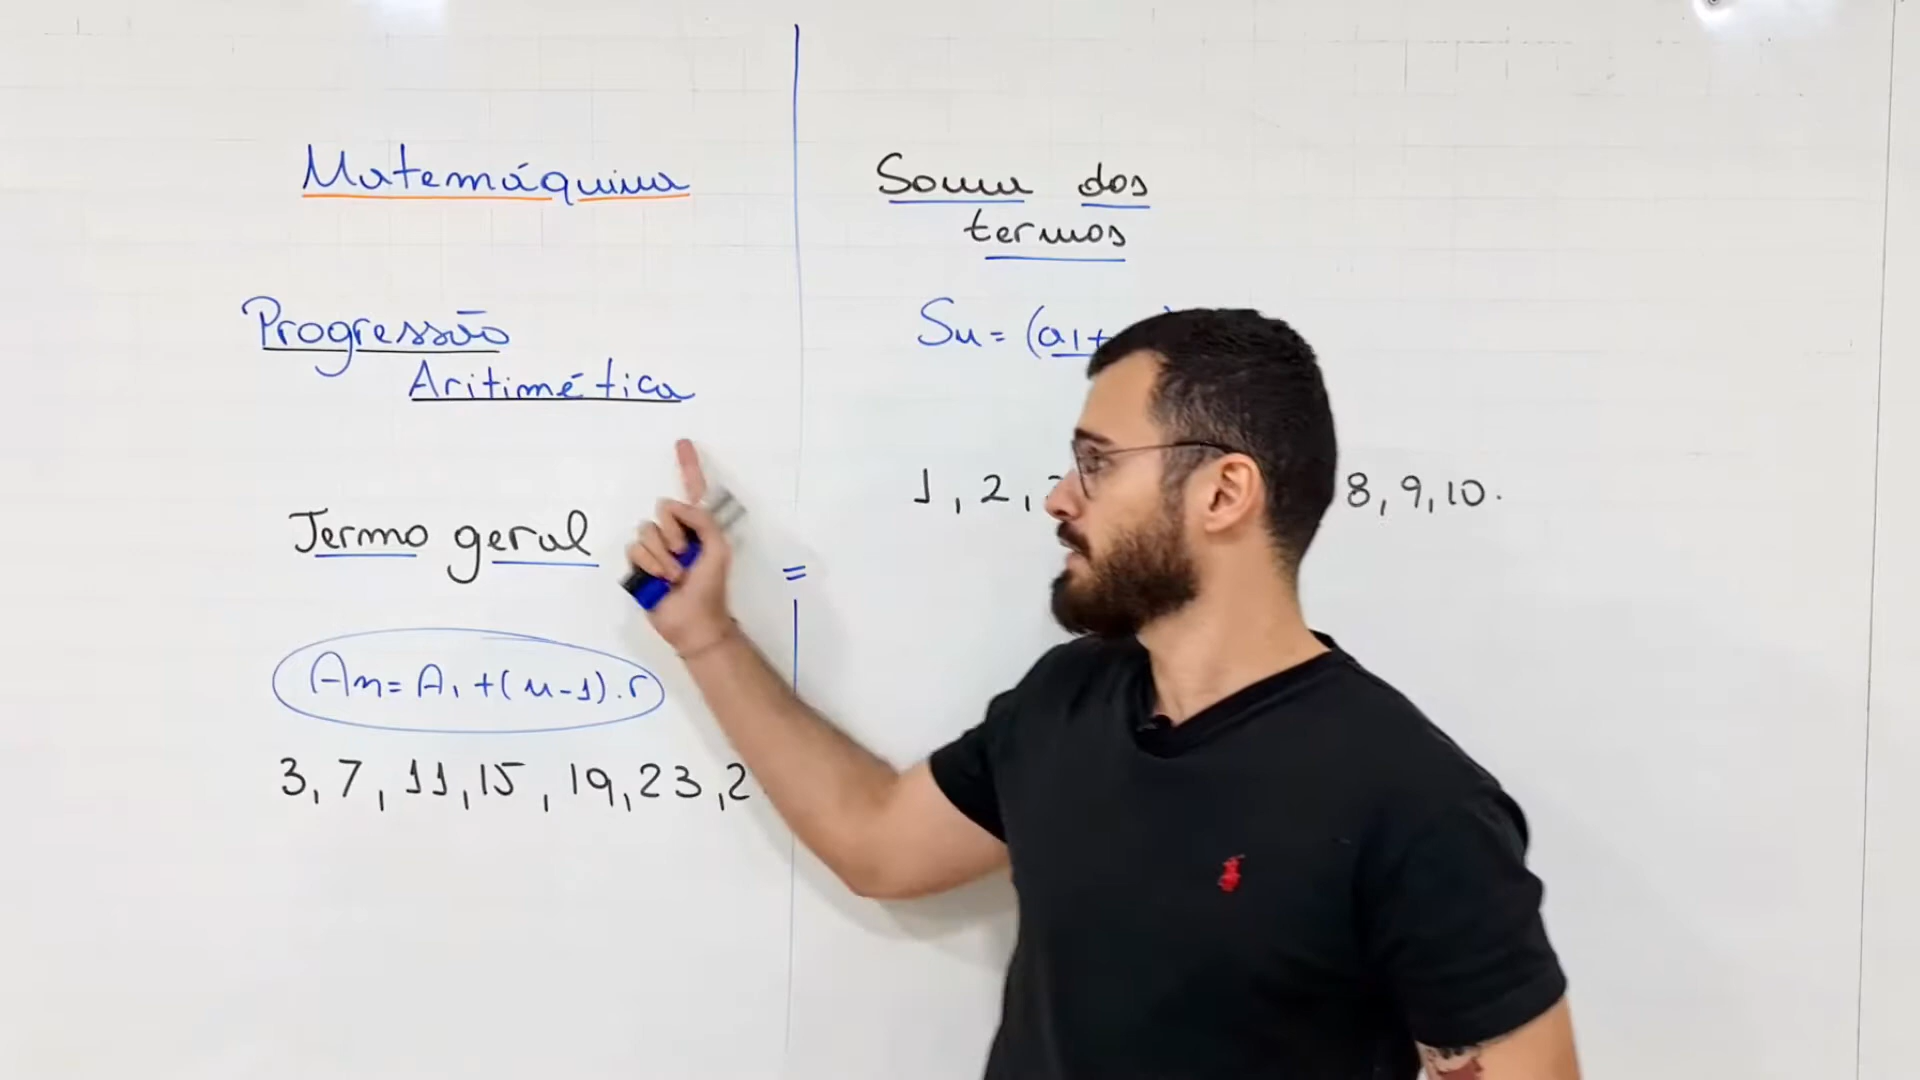 Matemáquina
Progressão
Aritimética
Termo geral
An = A1 + (n-1).r
3, 7, 11, 15, 19, 23, 2
Soma dos
termos
Sn = (a1+
1, 2,
8, 9, 10.
=